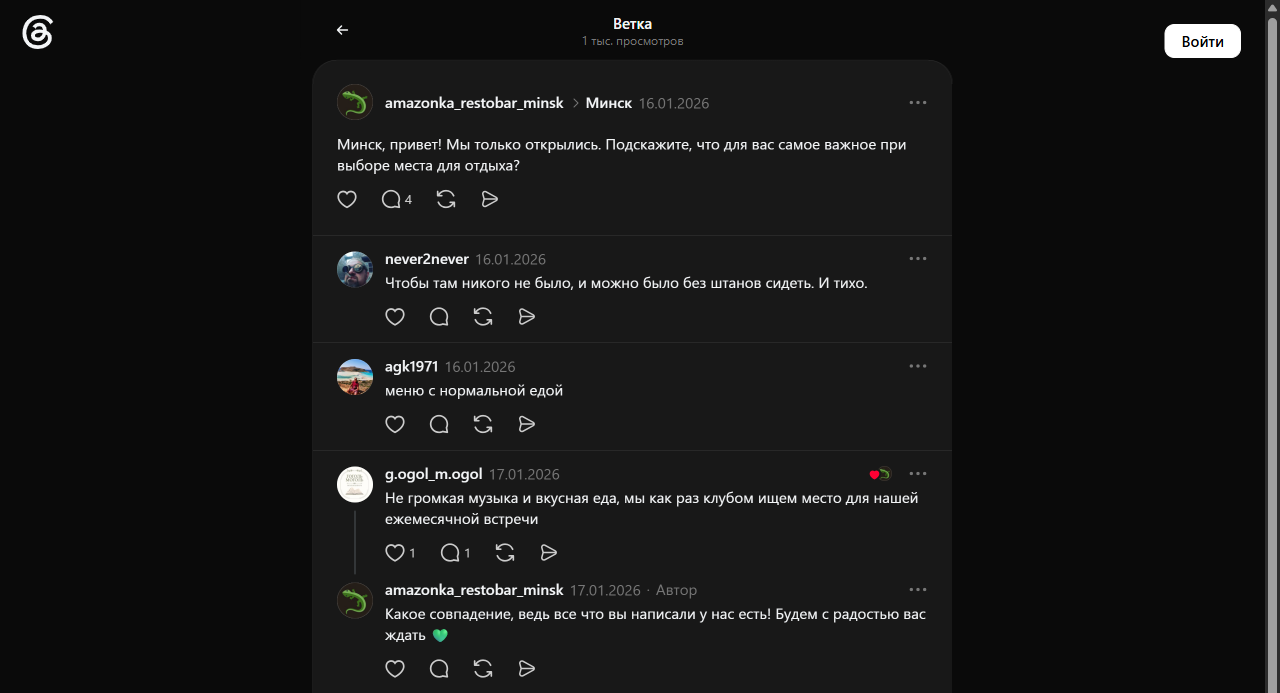 Ветка
1 тыс. просмотров
Войти
amazonka_restobar_minsk > Минск 16.01.2026
Минск, привет! Мы только открылись. Подскажите, что для вас самое важное при
выборе места для отдыха?
4
never2never 16.01.2026
Чтобы там никого не было, и можно было без штанов сидеть. И тихо.
agk1971 16.01.2026
меню с нормальной едой
g.ogol_m.ogol 17.01.2026
Не громкая музыка и вкусная еда, мы как раз клубом ищем место для нашей
ежемесячной встречи
1 1
amazonka_restobar_minsk 17.01.2026 · Автор
Какое совпадение, ведь все что вы написали у нас есть! Будем с радостью вас
ждать 💚